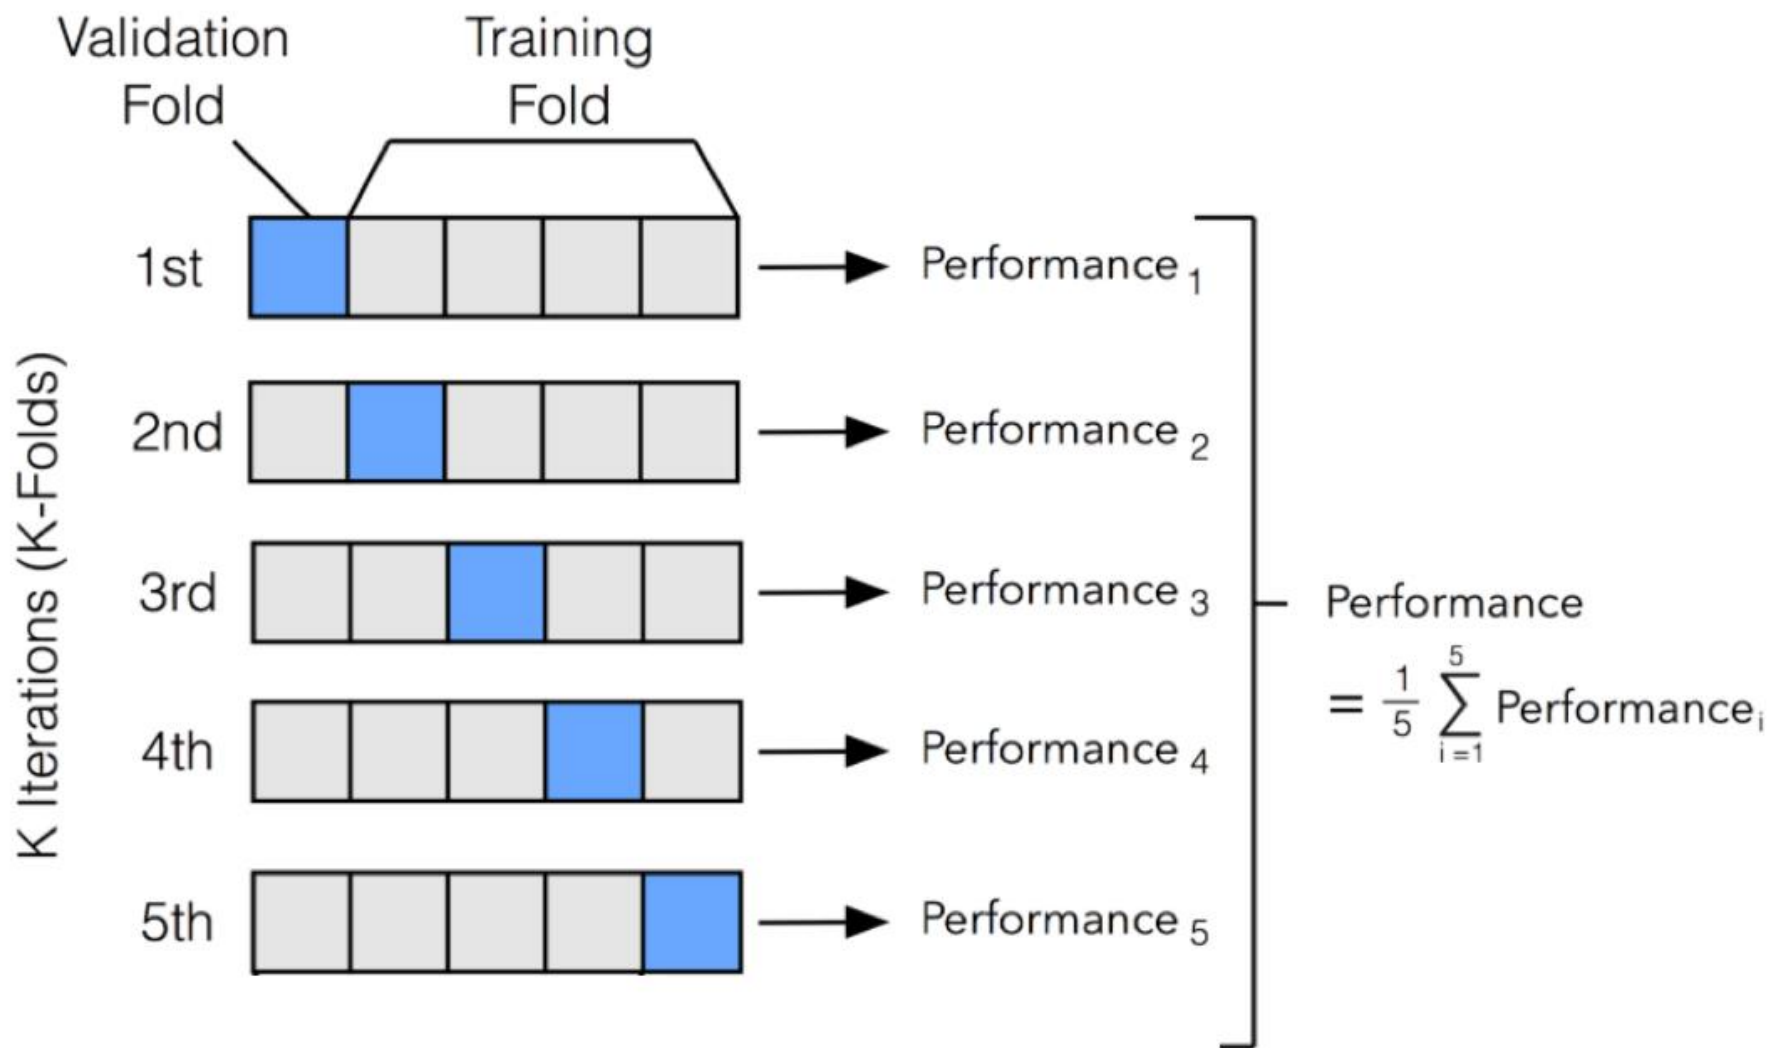 Validation
Fold
Training
Fold
K Iterations (K-Folds)
1st
Performance 1
2nd
Performance 2
3rd
Performance 3
4th
Performance 4
5th
Performance 5
Performance
= 1/5 5 ∑ i=1 Performance i